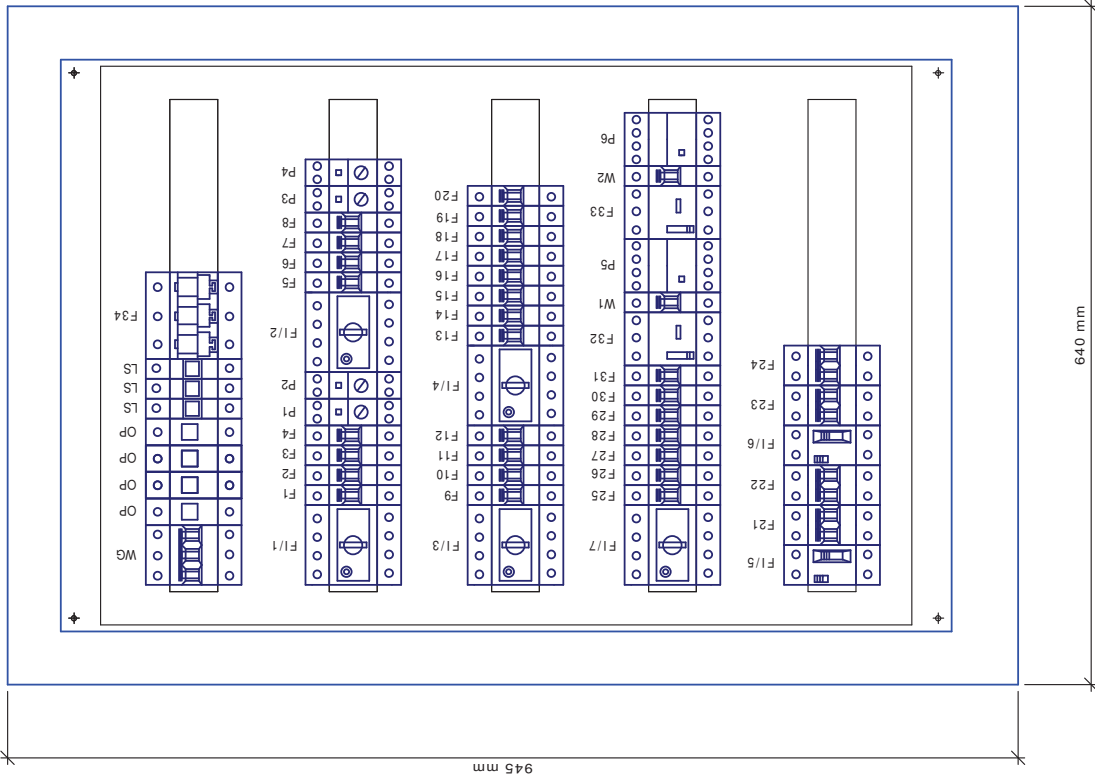 F34
LS
LS
LS
OP
OP
OP
OP
WG
P4
P3
F8
F7
F6
F5
FI/2
P2
P1
F4
F3
F2
F1
FI/1
F20
F19
F18
F17
F16
F15
F14
F13
FI/4
F12
F11
F10
F9
FI/3
P6
W2
F33
P5
W1
F32
F31
F30
F29
F28
F27
F26
F25
FI/7
F24
F23
FI/6
F22
F21
FI/5
640 mm
945 mm